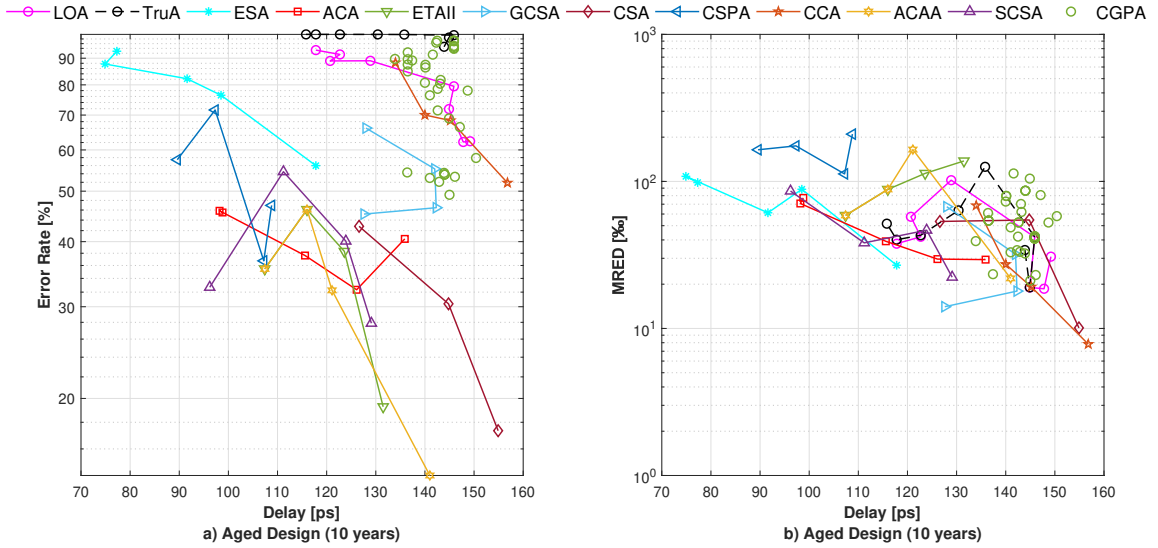 LOA TruA ESA ACA ETAII GCSA CSA CSPA CCA ACAA SCSA CGPA
Error Rate [%]
90
80
70
60
50
40
30
20
70 80 90 100 110 120 130 140 150 160
Delay [ps]
a) Aged Design (10 years)
MRED [‰]
10³
10²
10¹
10⁰
70 80 90 100 110 120 130 140 150 160
Delay [ps]
b) Aged Design (10 years)